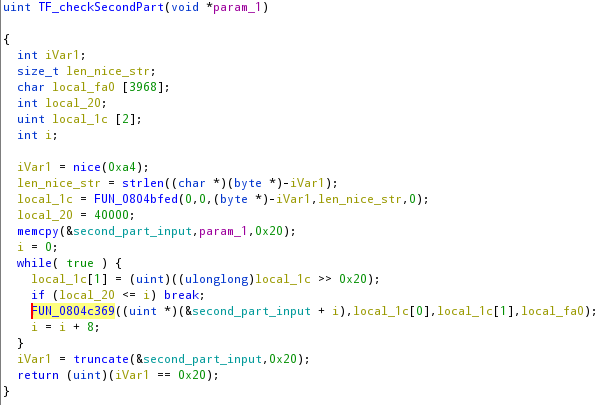 uint TF_checkSecondPart(void *param_1)
{
int iVar1;
size_t len_nice_str;
char local_fa0 [3968];
int local_20;
uint local_1c [2];
int i;
iVar1 = nice(0xa4);
len_nice_str = strlen((char *)(byte *)-iVar1);
local_1c = FUN_0804bfed(0,0,(byte *)-iVar1,len_nice_str,0);
local_20 = 40000;
memcpy(&second_part_input,param_1,0x20);
i = 0;
while( true ) {
local_1c[1] = (uint)((ulonglong)local_1c >> 0x20);
if (local_20 <= i) break;
FUN_0804c369((uint *)(&second_part_input + i),local_1c[0],local_1c[1],local_fa0);
i = i + 8;
}
iVar1 = truncate(&second_part_input,0x20);
return (uint)(iVar1 == 0x20);
}